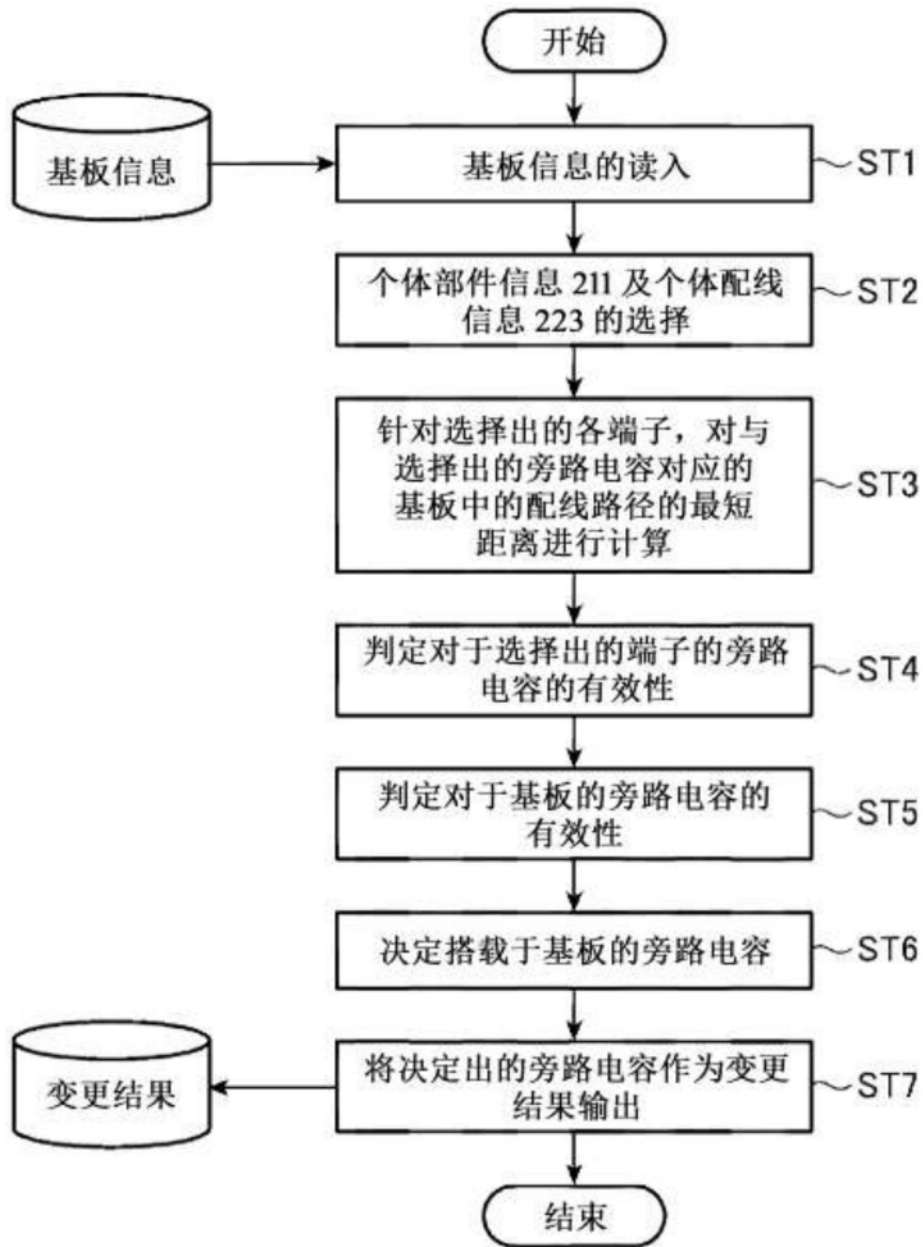 开始
基板信息
基板信息的读入
ST1
个体部件信息 211 及个体配线
信息 223 的选择
ST2
针对选择出的各端子，对与
选择出的旁路电容对应的
基板中的配线路径的最短
距离进行计算
ST3
判定对于选择出的端子的旁路
电容的有效性
ST4
判定对于基板的旁路电容的
有效性
ST5
决定搭载于基板的旁路电容
ST6
变更结果
将决定出的旁路电容作为变更
结果输出
ST7
结束